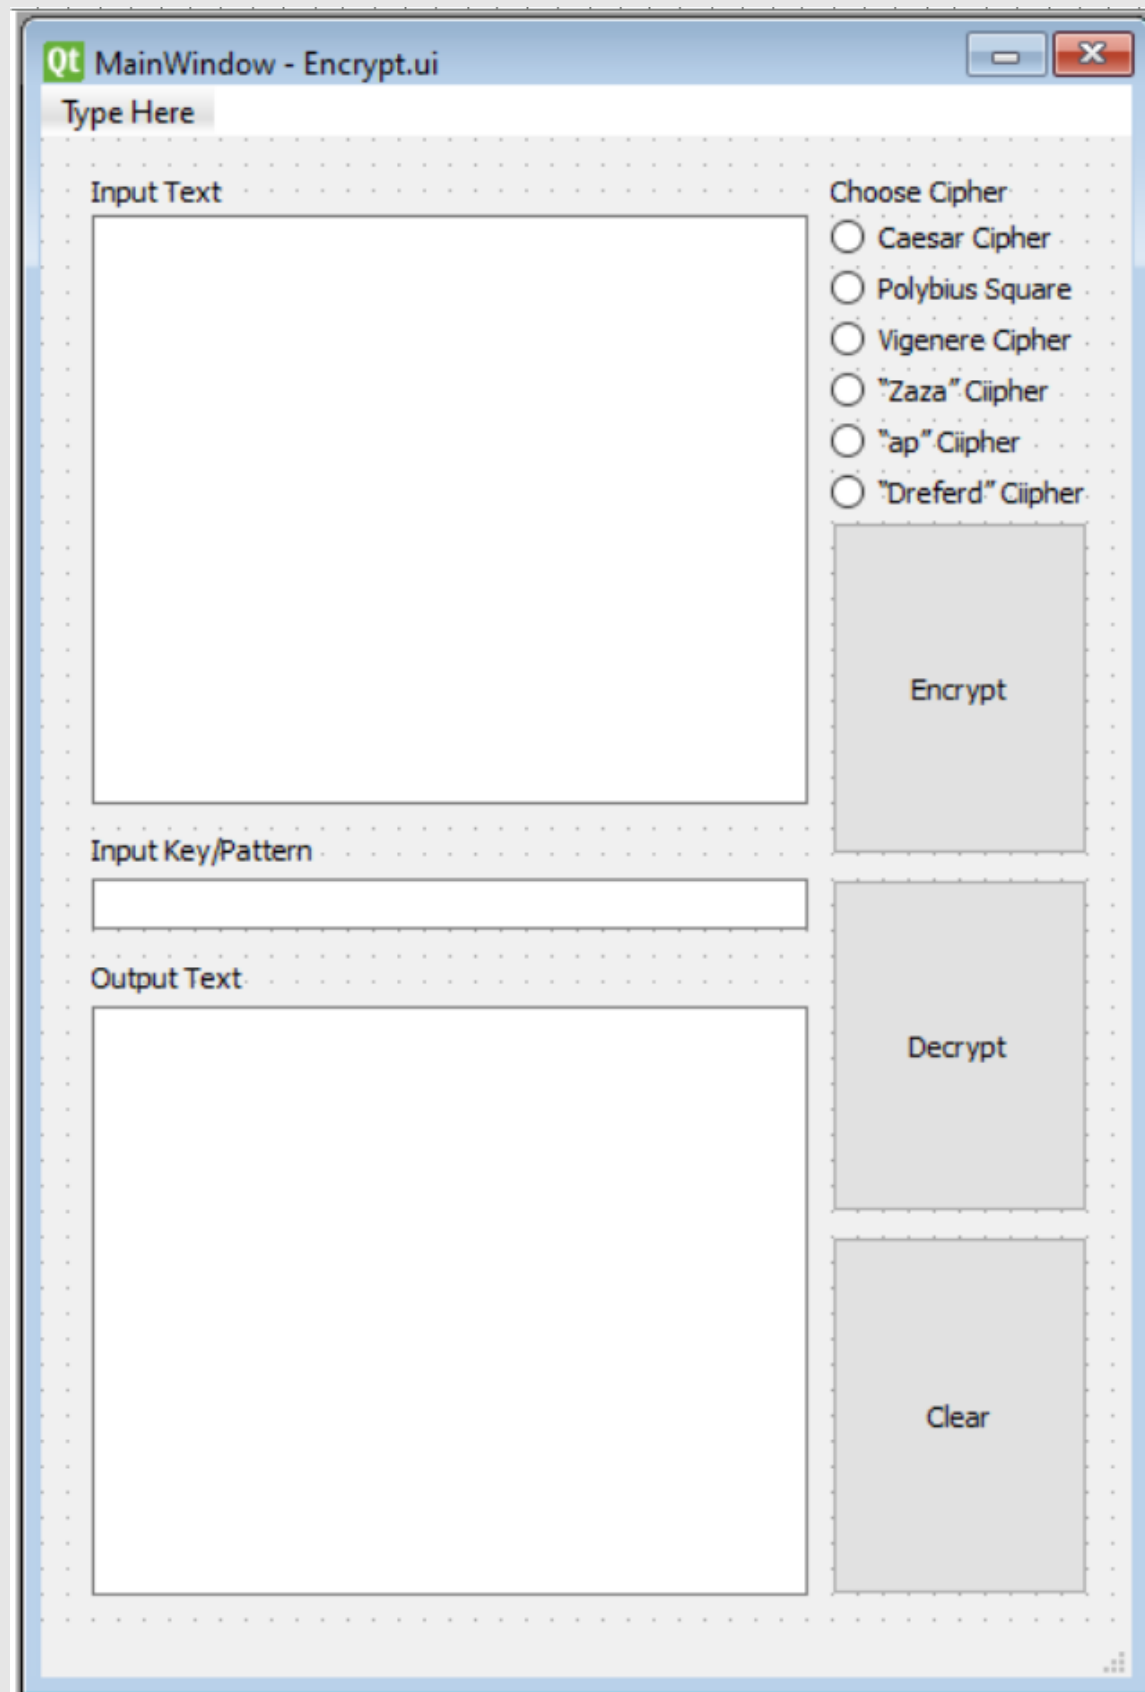 Qt MainWindow - Encrypt.ui
Type Here
Input Text
Choose Cipher
Caesar Cipher
Polybius Square
Vigenere Cipher
“Zaza” Ciipher
“ap” Ciipher
“Dreferd” Ciipher
Encrypt
Input Key/Pattern
Output Text
Decrypt
Clear